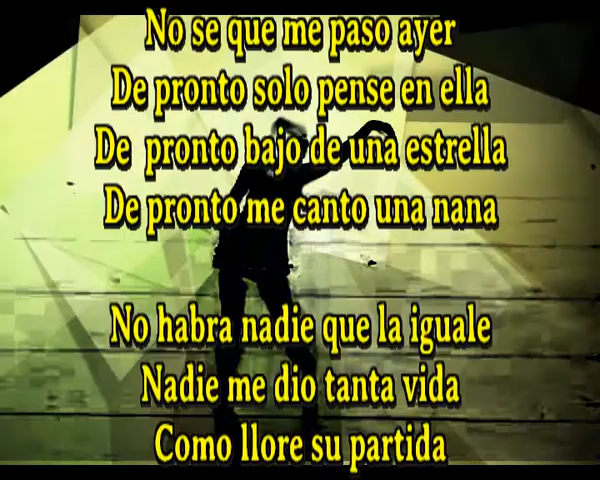 No se que me paso ayer
De pronto solo pense en ella
De pronto bajo de una estrella
De pronto me canto una nana
No habra nadie que la iguale
Nadie me dio tanta vida
Como llore su partida